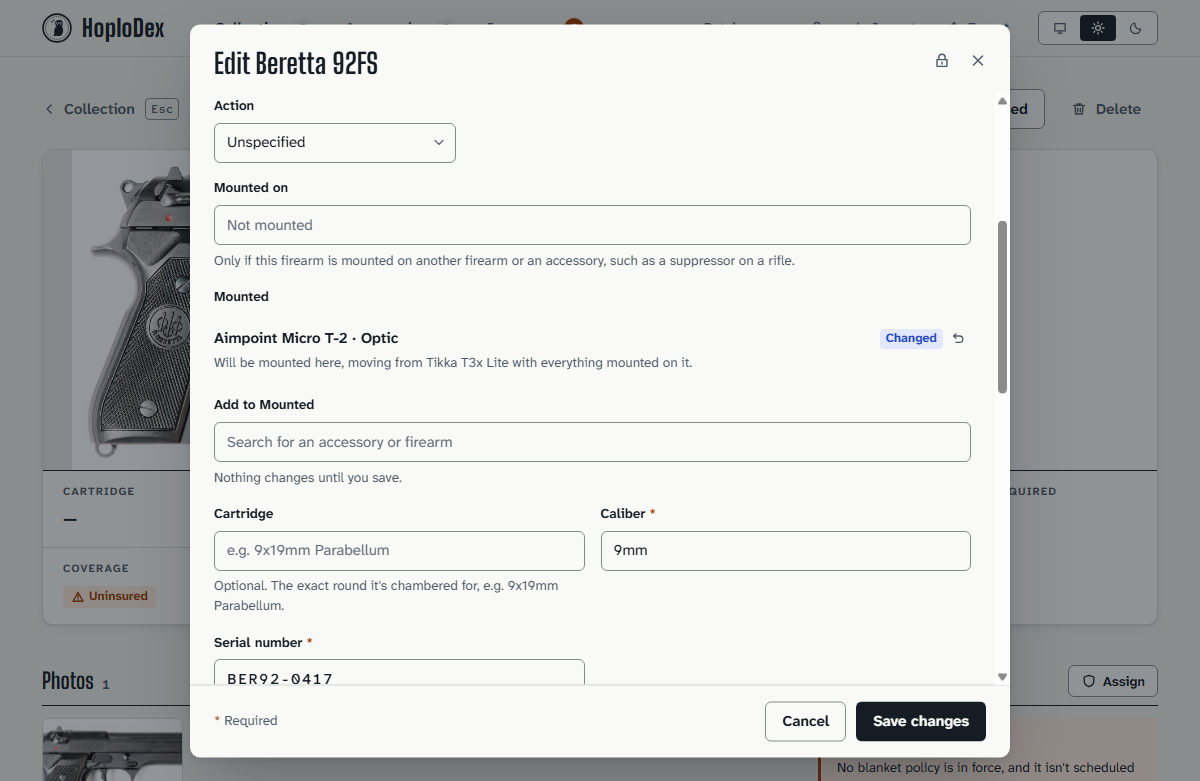 HoploDex
Edit Beretta 92FS
Collection Esc
ed
Delete
Action
Unspecified
Mounted on
Not mounted
Only if this firearm is mounted on another firearm or an accessory, such as a suppressor on a rifle.
Mounted
Aimpoint Micro T-2 · Optic
Changed
Will be mounted here, moving from Tikka T3x Lite with everything mounted on it.
Add to Mounted
Search for an accessory or firearm
Nothing changes until you save.
CARTRIDGE
—
QUIRED
Cartridge
Caliber *
e.g. 9x19mm Parabellum
9mm
Optional. The exact round it's chambered for, e.g. 9x19mm
Parabellum.
COVERAGE
Uninsured
Serial number *
BER92-0417
Photos 1
Assign
* Required
Cancel
Save changes
No blanket policy is in force, and it isn't scheduled